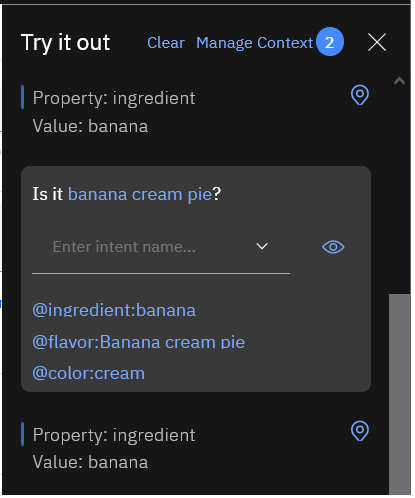 Try it out Clear Manage Context 2
Property: ingredient
Value: banana
Is it banana cream pie?
Enter intent name...
@ingredient:banana
@flavor:Banana cream pie
@color:cream
Property: ingredient
Value: banana